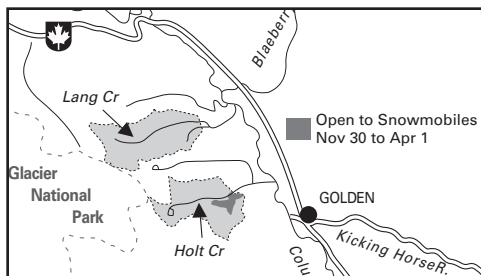 Blaeberr
Lang Cr
Open to Snowmobiles
Nov 30 to Apr 1
Glacier
National
Park
GOLDEN
Holt Cr
Kicking HorseR.
Colu